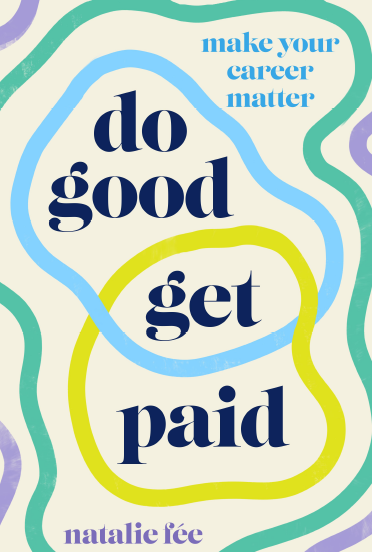 make your
career
matter
do
good
get
paid
natalie fée